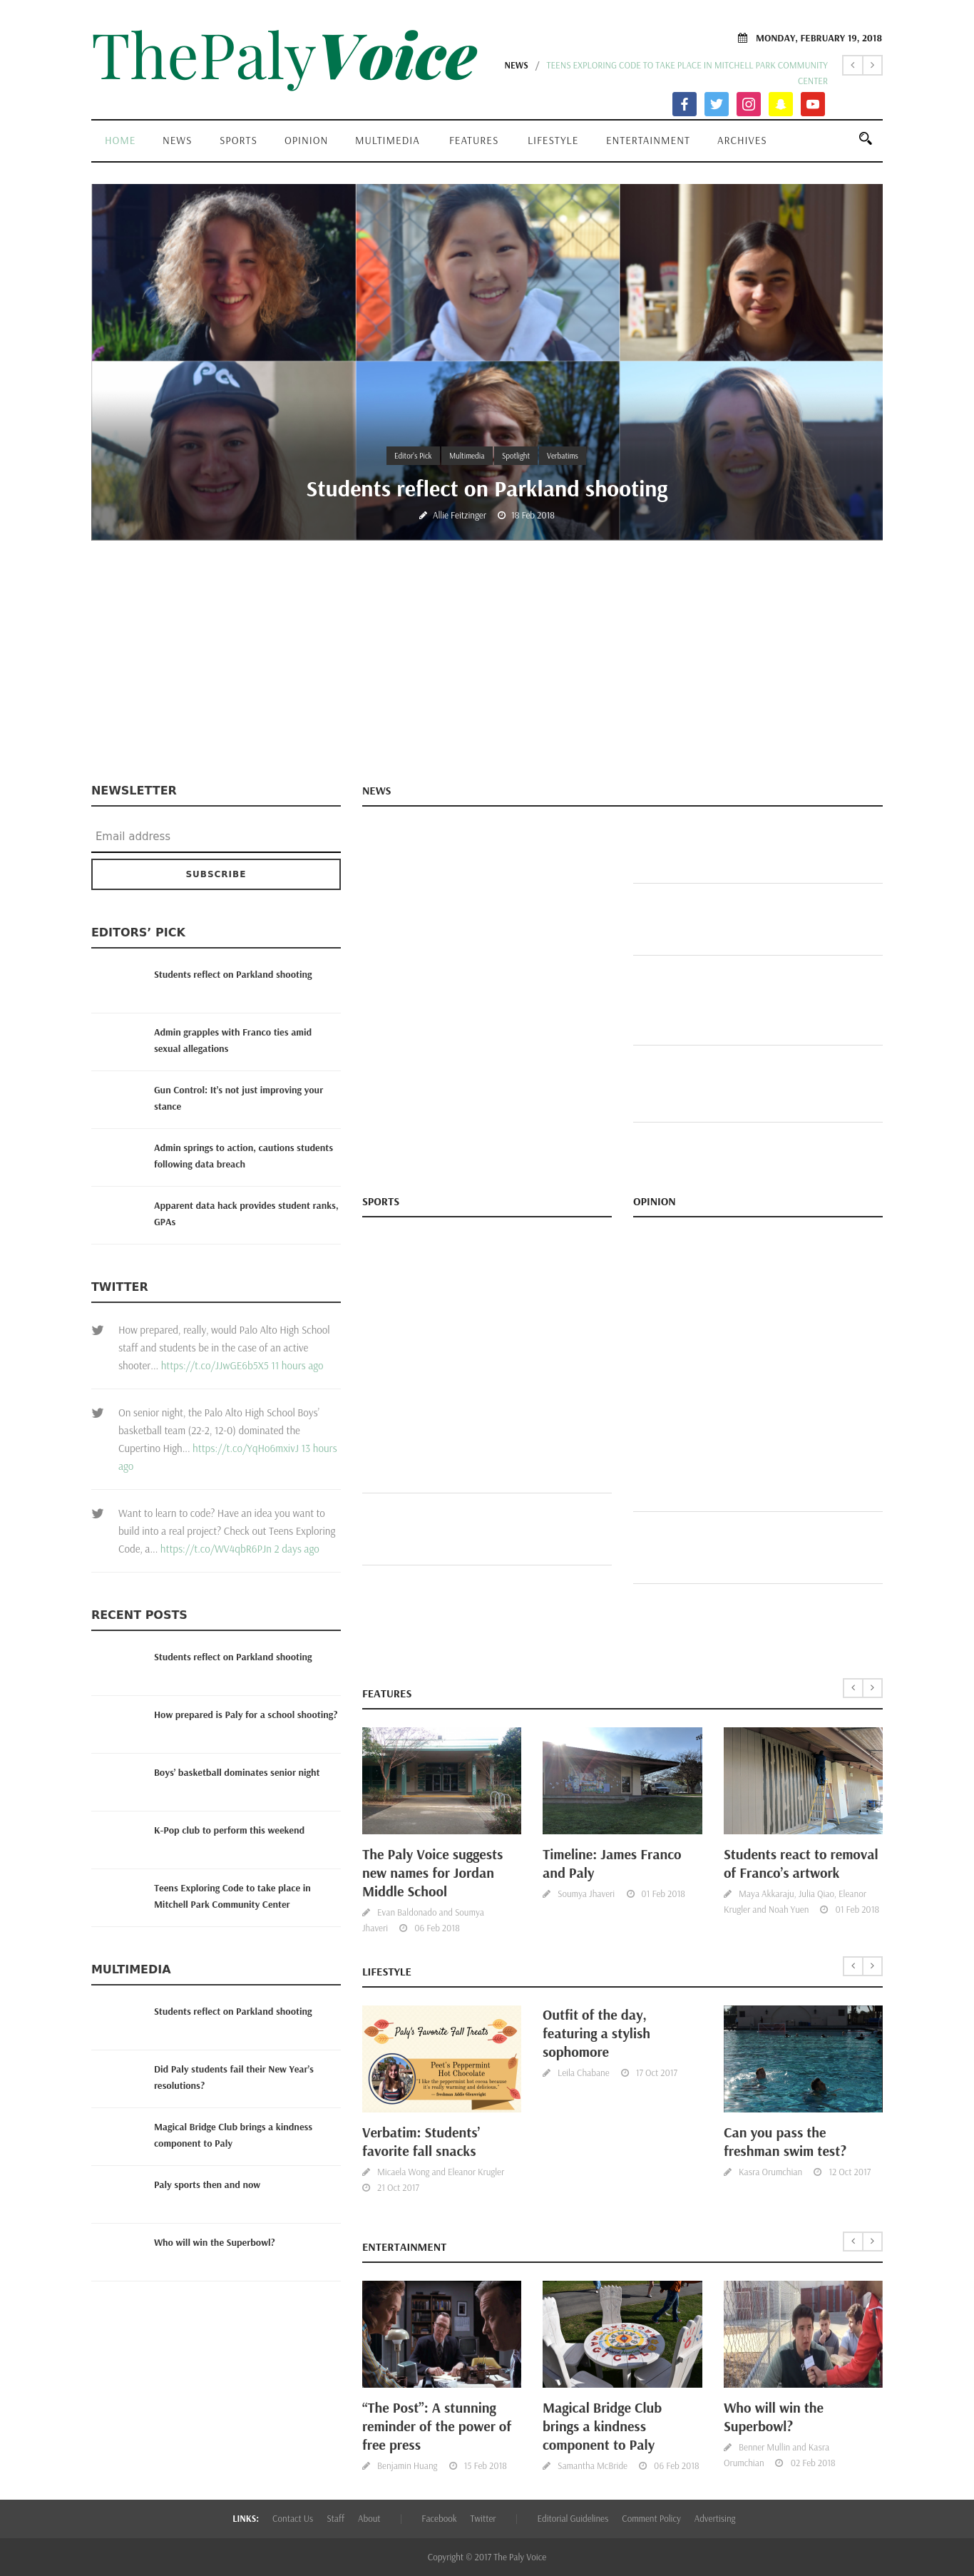 ThePalyVoice
MONDAY, FEBRUARY 19, 2018
NEWS / TEENS EXPLORING CODE TO TAKE PLACE IN MITCHELL PARK COMMUNITY
CENTER
HOME NEWS SPORTS OPINION MULTIMEDIA FEATURES LIFESTYLE ENTERTAINMENT ARCHIVES
Editor's Pick Multimedia Spotlight Verbatims
Students reflect on Parkland shooting
Allie Feitzinger 18 Feb 2018
NEWSLETTER
Email address
SUBSCRIBE
EDITORS’ PICK
Students reflect on Parkland shooting
Admin grapples with Franco ties amid
sexual allegations
Gun Control: It’s not just improving your
stance
Admin springs to action, cautions students
following data breach
Apparent data hack provides student ranks,
GPAs
TWITTER
How prepared, really, would Palo Alto High School
staff and students be in the case of an active
shooter... https://t.co/JJwGE6b5X5 11 hours ago
On senior night, the Palo Alto High School Boys’
basketball team (22-2, 12-0) dominated the
Cupertino High... https://t.co/YqHo6mxivJ 13 hours
ago
Want to learn to code? Have an idea you want to
build into a real project? Check out Teens Exploring
Code, a... https://t.co/WV4qbR6PJn 2 days ago
RECENT POSTS
Students reflect on Parkland shooting
How prepared is Paly for a school shooting?
Boys’ basketball dominates senior night
K-Pop club to perform this weekend
Teens Exploring Code to take place in
Mitchell Park Community Center
MULTIMEDIA
Students reflect on Parkland shooting
Did Paly students fail their New Year’s
resolutions?
Magical Bridge Club brings a kindness
component to Paly
Paly sports then and now
Who will win the Superbowl?
NEWS
SPORTS
OPINION
FEATURES
The Paly Voice suggests
new names for Jordan
Middle School
Evan Baldonado and Soumya
Jhaveri 06 Feb 2018
Timeline: James Franco
and Paly
Soumya Jhaveri 01 Feb 2018
Students react to removal
of Franco’s artwork
Maya Akkaraju, Julia Qiao, Eleanor
Krugler and Noah Yuen 01 Feb 2018
LIFESTYLE
Paly's Favorite Fall Treats
Peet's Peppermint
Hot Chocolate
Verbatim: Students’
favorite fall snacks
Micaela Wong and Eleanor Krugler
21 Oct 2017
Outfit of the day,
featuring a stylish
sophomore
Leila Chabane 17 Oct 2017
Can you pass the
freshman swim test?
Kasra Orumchian 12 Oct 2017
ENTERTAINMENT
“The Post”: A stunning
reminder of the power of
free press
Benjamin Huang 15 Feb 2018
Magical Bridge Club
brings a kindness
component to Paly
Samantha McBride 06 Feb 2018
Who will win the
Superbowl?
Benner Mullin and Kasra
Orumchian 02 Feb 2018
LINKS: Contact Us Staff About | Facebook Twitter | Editorial Guidelines Comment Policy Advertising
Copyright © 2017 The Paly Voice